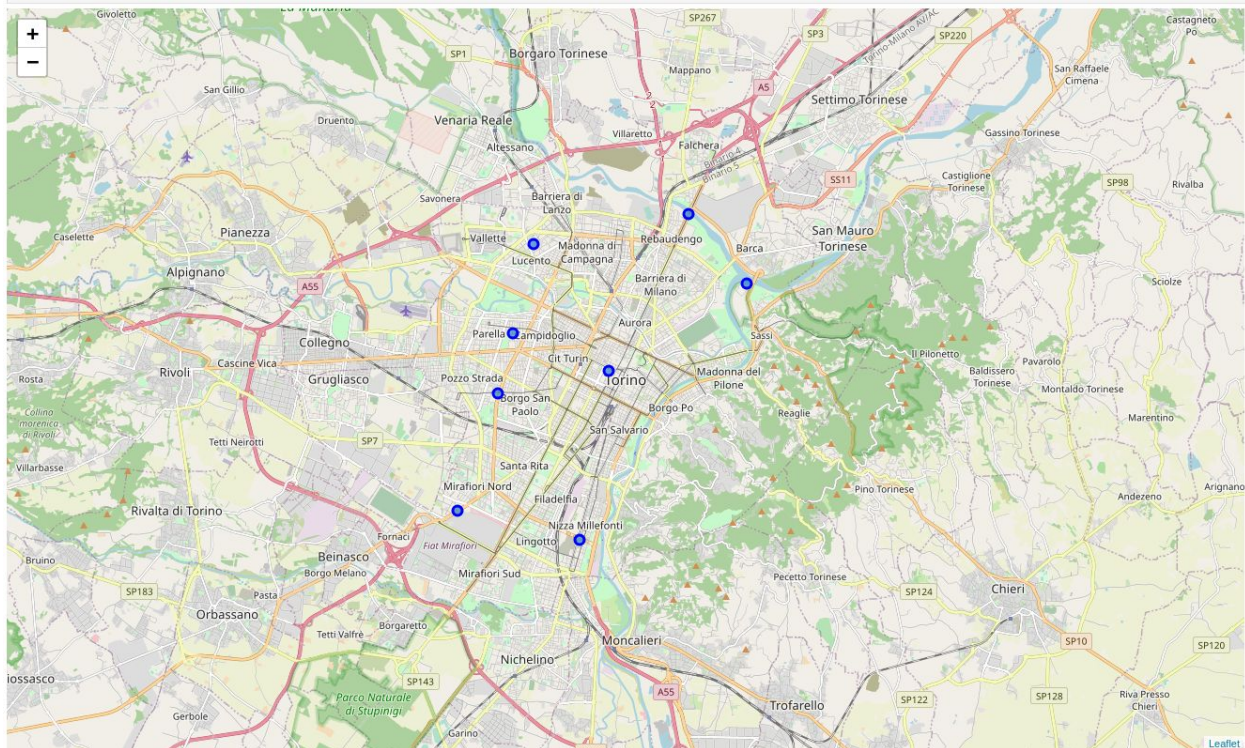 Givoletto
La Mandria
SP267
SP3
Castagneto
Po
+
−
SP1
Borgaro Torinese
SP220
Torino-Milano AV/AC
Mappano
San Raffaele
Cimena
San Gillio
A5
Settimo Torinese
2
2
Druento
Venaria Reale
Villaretto
Gassino Torinese
Altessano
Falchera
Binario 4
Binario 5
Castiglione
Torinese
SS11
SP98
Rivalba
Savonera
Barriera di
Lanzo
Caselette
Pianezza
Vallette
Madonna di
Campagna
Rebaudengo
Barca
San Mauro
Torinese
Lucento
Alpignano
A55
Barriera di
Milano
Sciolze
Aurora
Parella
Campidoglio
Sassi
Collegno
Cascine Vica
Cit Turin
Il Pilonetto
Pavarolo
Rosta
Rivoli
Grugliasco
Pozzo Strada
Torino
Madonna del
Pilone
Baldissero
Torinese
Montaldo Torinese
Borgo San
Paolo
Borgo Po
Reaglie
Marentino
Collina
morenica
di Rivoli
Tetti Neirotti
SP7
San Salvario
Villarbasse
Santa Rita
Mirafiori Nord
Pino Torinese
Arignano
Andezeno
Filadelfia
Rivalta di Torino
Nizza Millefonti
Fornaci
Fiat Mirafiori
Lingotto
Bruino
Beinasco
Borgo Melano
Mirafiori Sud
Pecetto Torinese
SP183
Pasta
SP124
Chieri
Orbassano
Tetti Valfrè
Borgaretto
Moncalieri
SP10
SP120
Nichelino
iossasco
SP143
A55
Parco Naturale
di Stupinigi
SP122
SP128
Riva Presso
Chieri
Trofarello
Gerbole
Garino
Leaflet